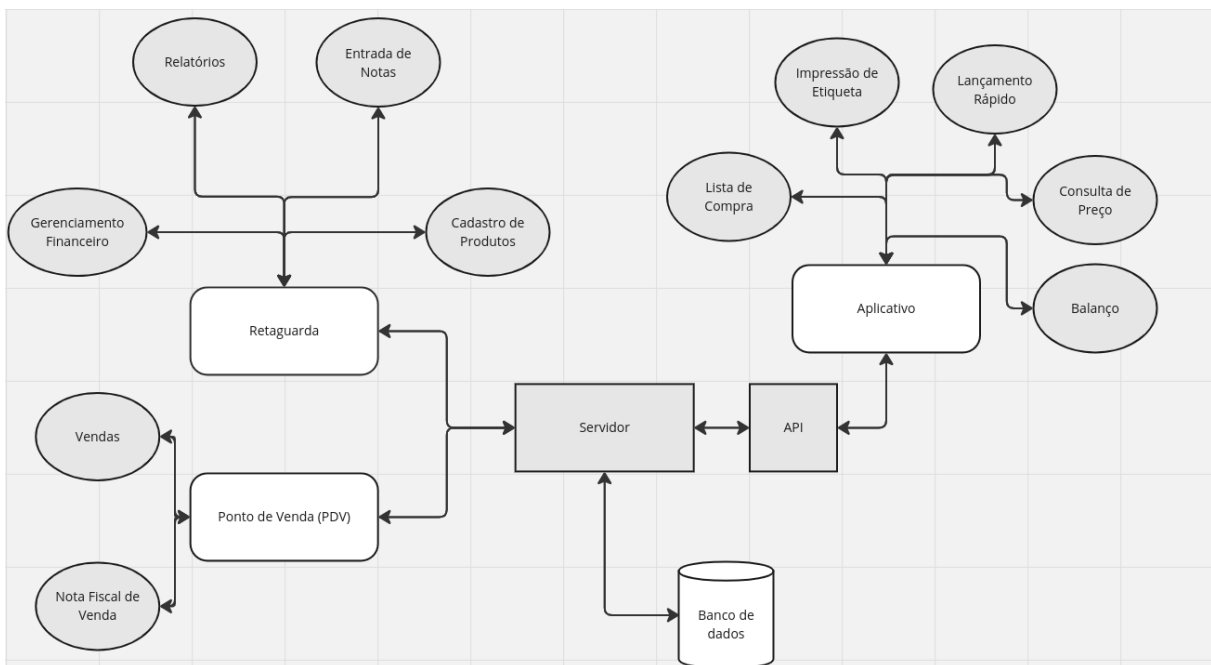 Relatórios
Entrada de
Notas
Impressão de
Etiqueta
Lançamento
Rápido
Gerenciamento
Financeiro
Cadastro de
Produtos
Lista de
Compra
Consulta de
Preço
Retaguarda
Aplicativo
Balanço
Vendas
Servidor
API
Ponto de Venda (PDV)
Nota Fiscal de
Venda
Banco de
dados